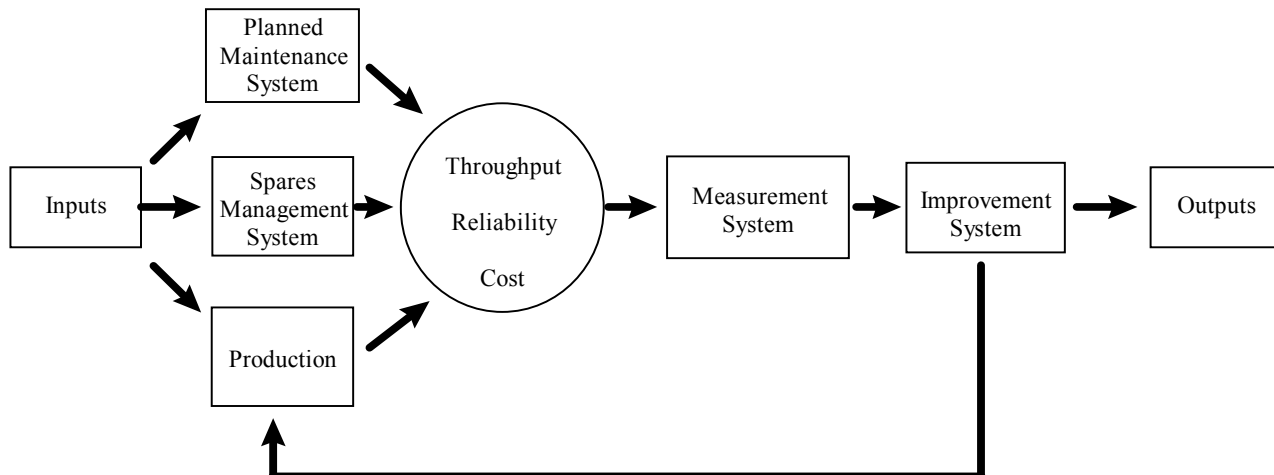 Planned
Maintenance
System
Inputs
Spares
Management
System
Production
Throughput
Reliability
Cost
Measurement
System
Improvement
System
Outputs